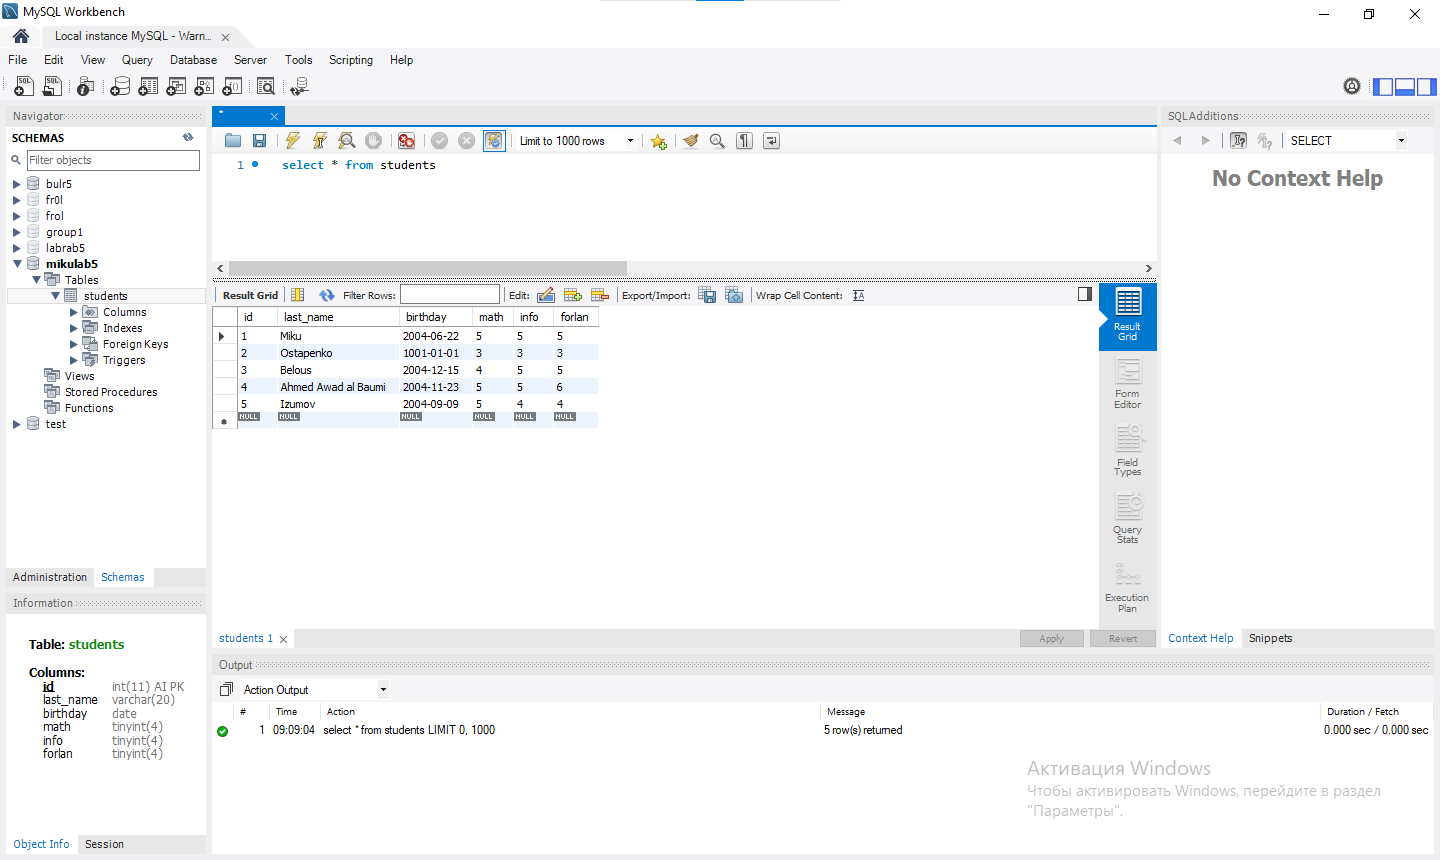 MySQL Workbench
Local instance MySQL - Warn...
File Edit View Query Database Server Tools Scripting Help
Navigator
SCHEMAS
Filter objects
bulr5
fr0l
frol
group1
labrab5
mikulab5
Tables
students
Columns
Indexes
Foreign Keys
Triggers
Views
Stored Procedures
Functions
test
Administration Schemas
Information
Table: students
Columns:
id int(11) AI PK
last_name varchar(20)
birthday date
math tinyint(4)
info tinyint(4)
forlan tinyint(4)
Object Info Session
*
Limit to 1000 rows
1 select * from students
Result Grid Filter Rows: Edit: Export/Import: Wrap Cell Content:
id last_name birthday math info forlan
1 Miku 2004-06-22 5 5 5
2 Ostapenko 1001-01-01 3 3 3
3 Belous 2004-12-15 4 5 5
4 Ahmed Awad al Baumi 2004-11-23 5 5 6
5 Izumov 2004-09-09 5 4 4
NULL NULL NULL NULL NULL NULL
Result
Grid
Form
Editor
Field
Types
Query
Stats
Execution
Plan
students 1 Apply Revert
SQLAdditions
SELECT
No Context Help
Context Help Snippets
Output
Action Output
# Time Action Message Duration / Fetch
1 09:09:04 select * from students LIMIT 0, 1000 5 row(s) returned 0.000 sec / 0.000 sec
Активация Windows
Чтобы активировать Windows, перейдите в раздел
"Параметры".